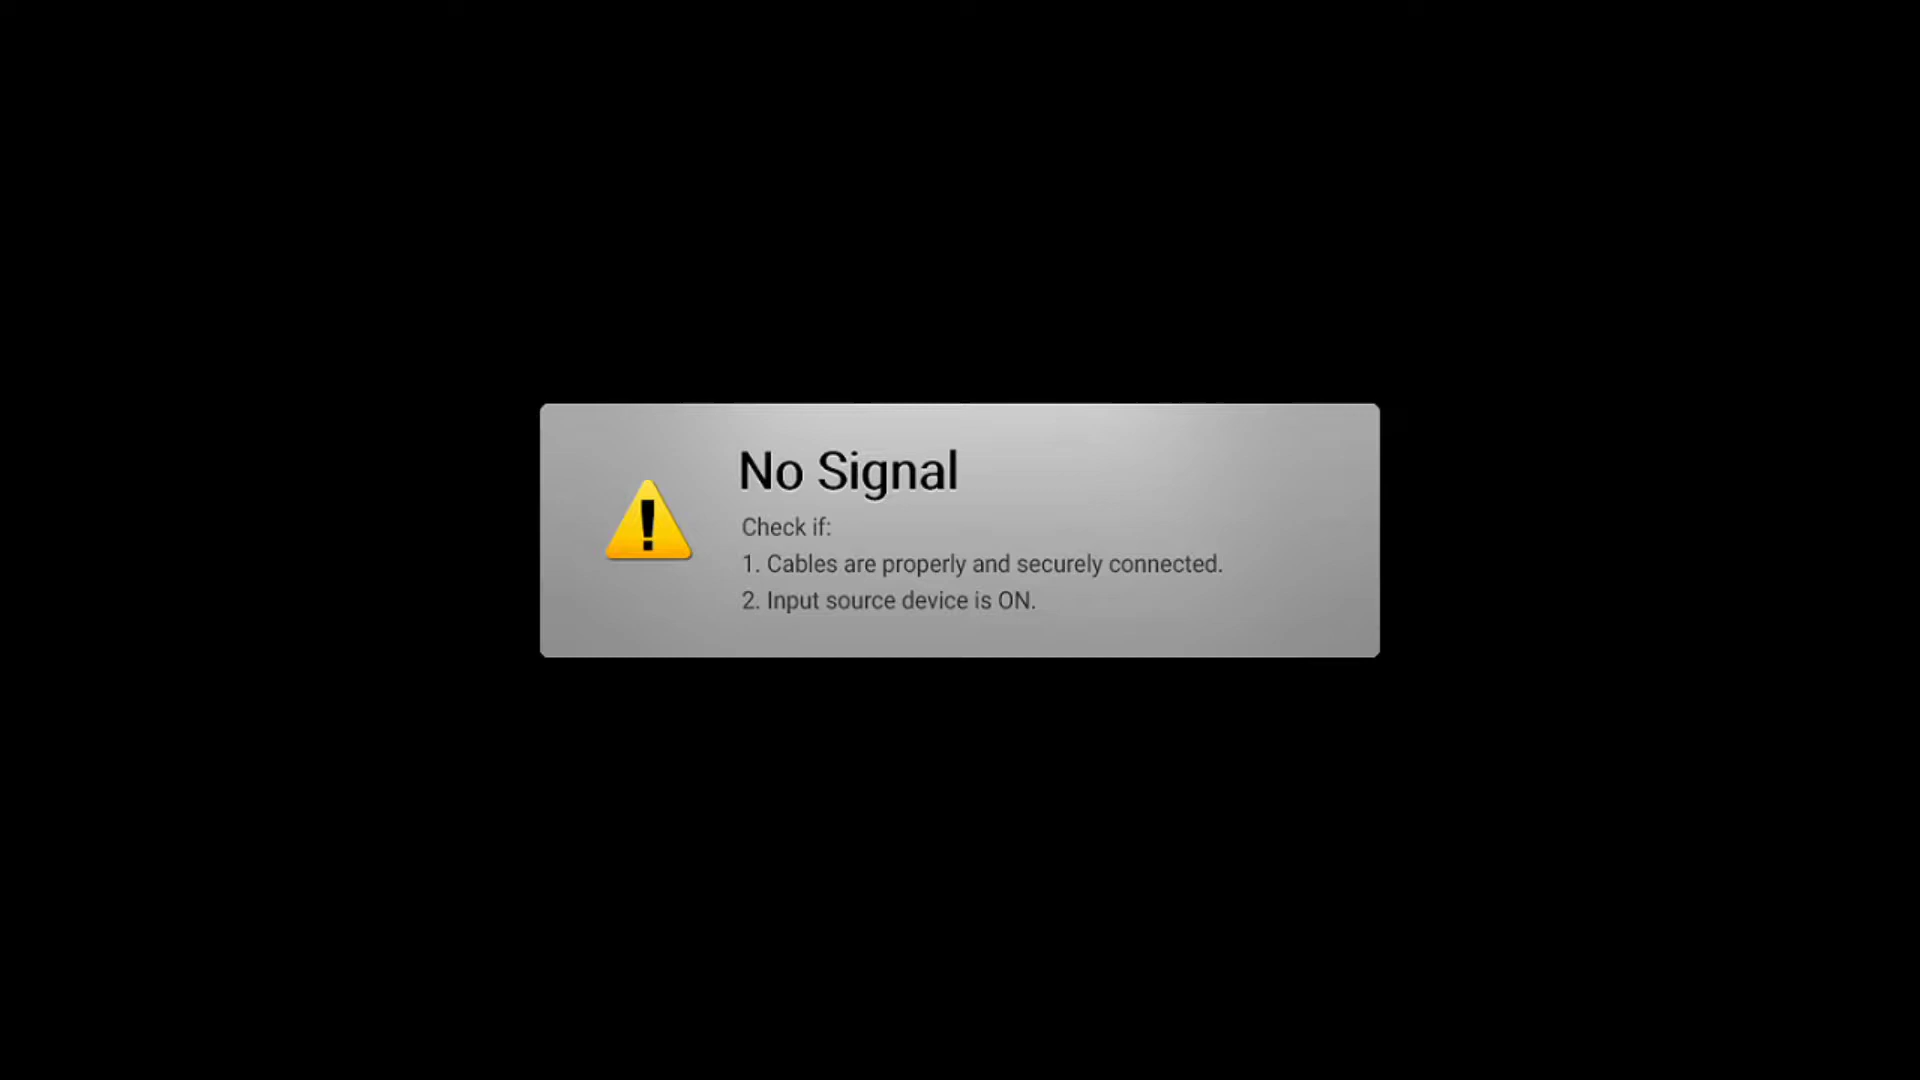 No Signal
Check if:
1. Cables are properly and securely connected.
2. Input source device is ON.